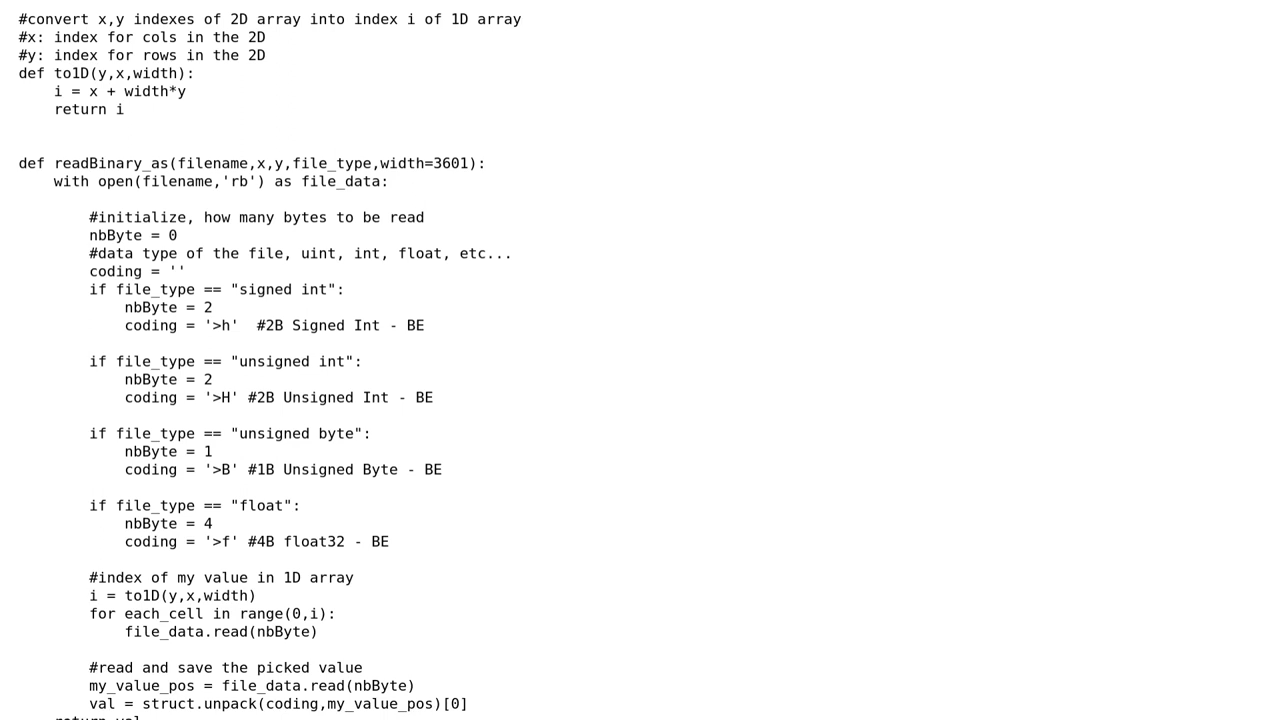 #convert x,y indexes of 2D array into index i of 1D array
#x: index for cols in the 2D
#y: index for rows in the 2D
def to1D(y,x,width):
    i = x + width*y
    return i
def readBinary_as(filename,x,y,file_type,width=3601):
    with open(filename,'rb') as file_data:
        #initialize, how many bytes to be read
        nbByte = 0
        #data type of the file, uint, int, float, etc...
        coding = ''
        if file_type == "signed int":
            nbByte = 2
            coding = '>h'  #2B Signed Int - BE
        if file_type == "unsigned int":
            nbByte = 2
            coding = '>H' #2B Unsigned Int - BE
        if file_type == "unsigned byte":
            nbByte = 1
            coding = '>B' #1B Unsigned Byte - BE
        if file_type == "float":
            nbByte = 4
            coding = '>f' #4B float32 - BE
        #index of my value in 1D array
        i = to1D(y,x,width)
        for each_cell in range(0,i):
            file_data.read(nbByte)
        #read and save the picked value
        my_value_pos = file_data.read(nbByte)
        val = struct.unpack(coding,my_value_pos)[0]
    return val